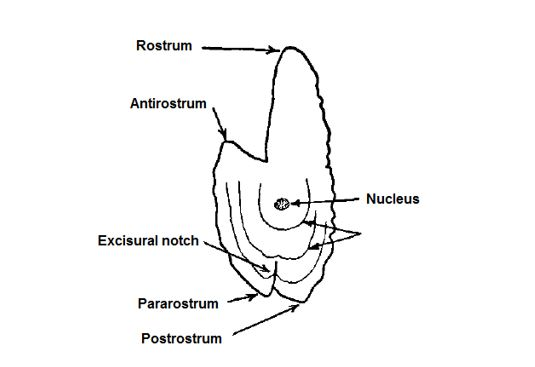 Rostrum
Antirostrum
Nucleus
Excisural notch
Pararostrum
Postrostrum